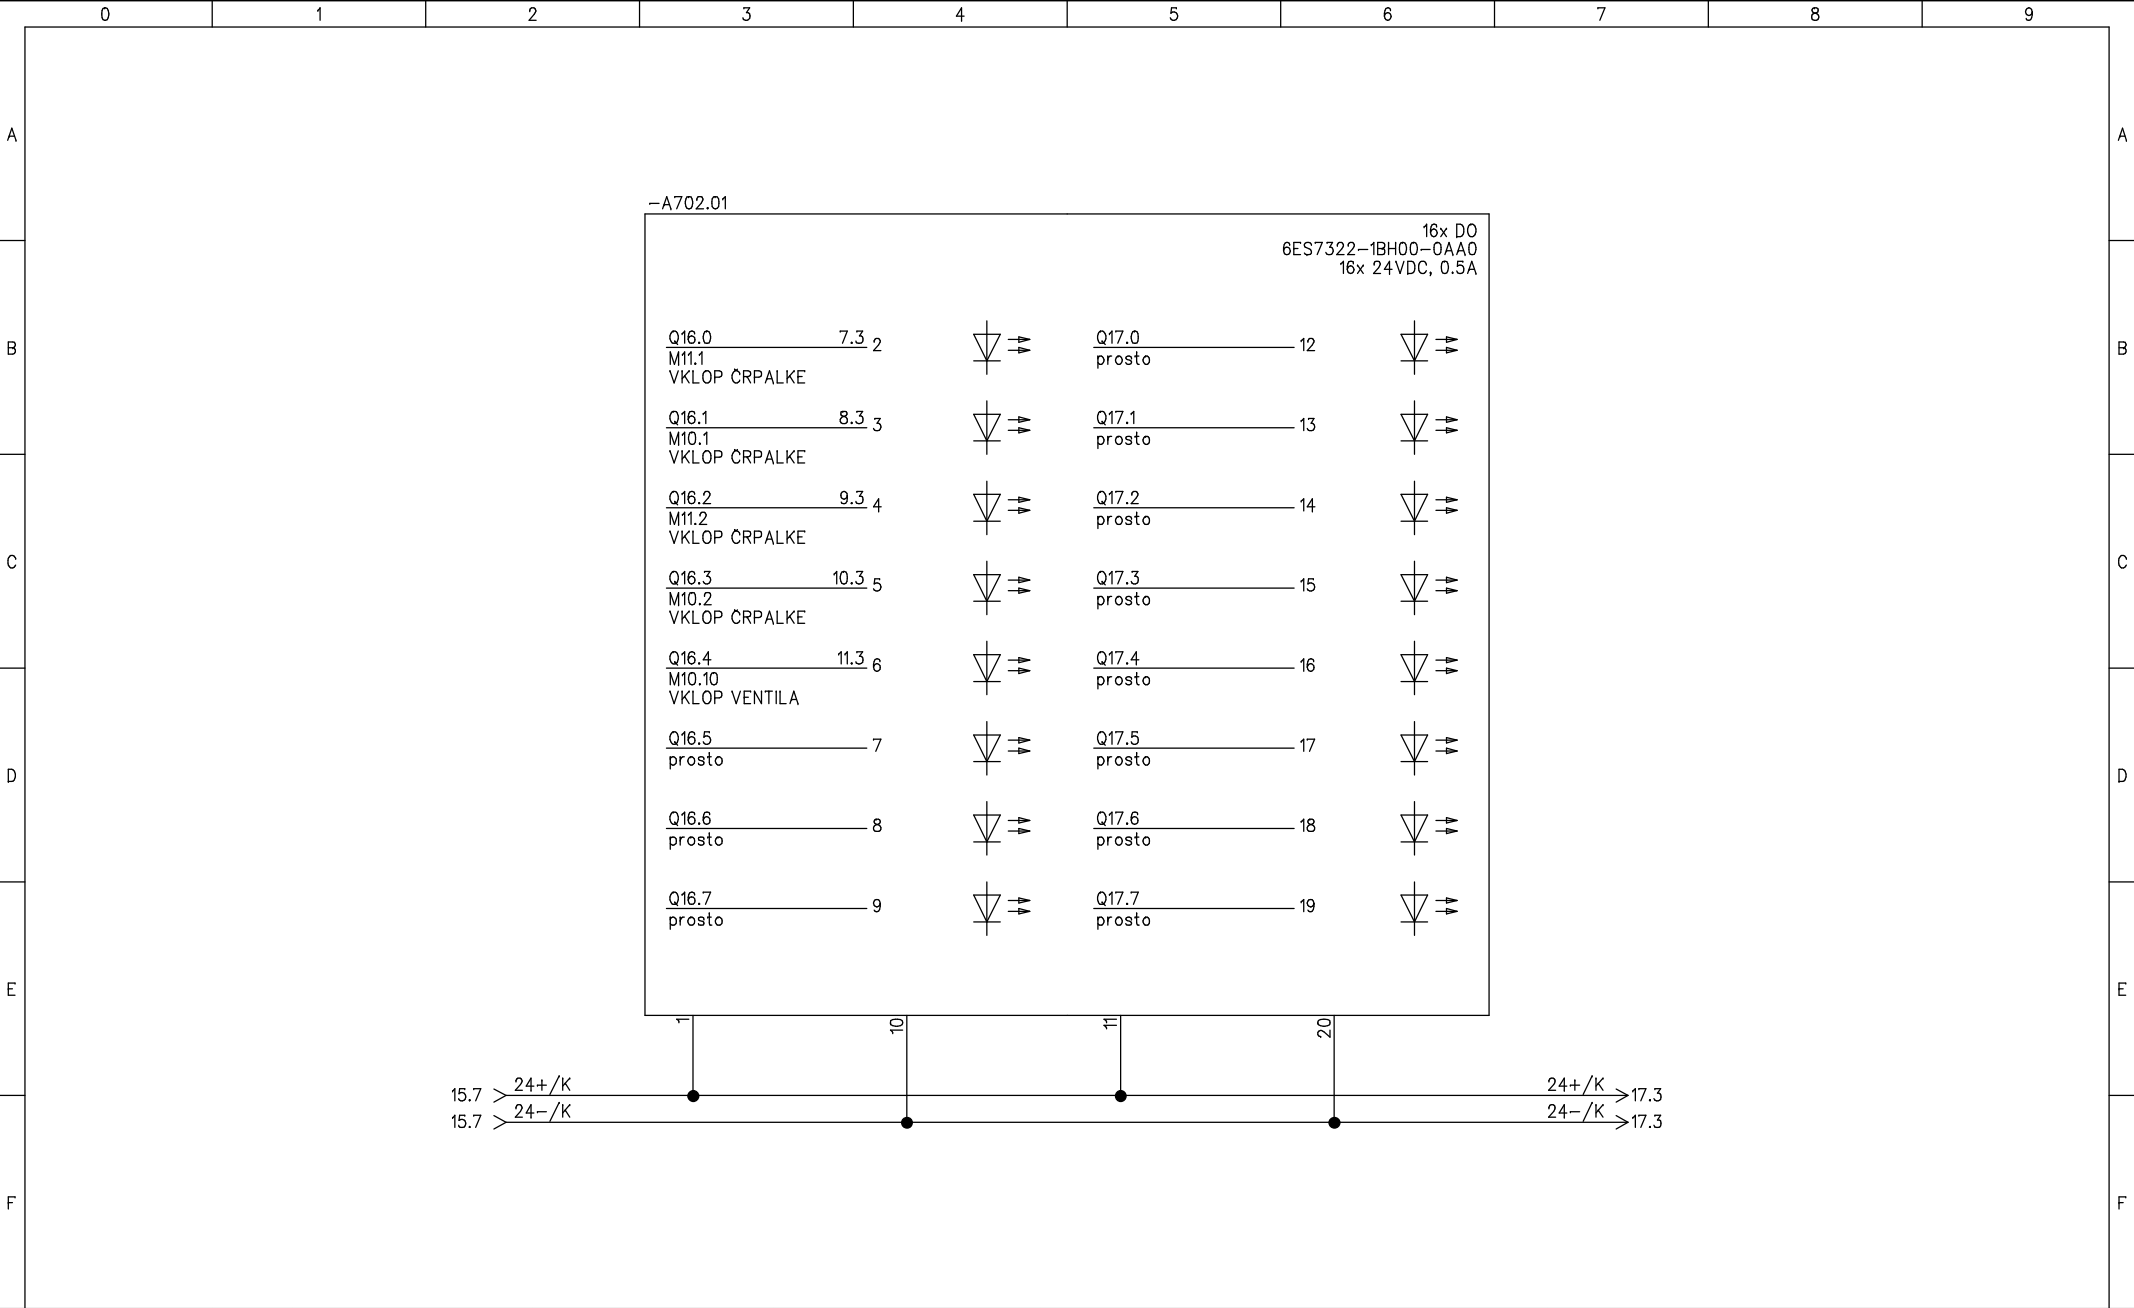 0 1 2 3 4 5 6 7 8 9
A A
-A702.01
16x DO
6ES7322-1BH00-0AA0
16x 24VDC, 0.5A
B B
Q16.0 7.3 2 Q17.0 12
M11.1 prosto
VKLOP ČRPALKE
Q16.1 8.3 3 Q17.1 13
M10.1 prosto
VKLOP ČRPALKE
Q16.2 9.3 4 Q17.2 14
M11.2 prosto
VKLOP ČRPALKE
C C
Q16.3 10.3 5 Q17.3 15
M10.2 prosto
VKLOP ČRPALKE
Q16.4 11.3 6 Q17.4 16
M10.10 prosto
VKLOP VENTILA
Q16.5 7 Q17.5 17
prosto prosto
D D
Q16.6 8 Q17.6 18
prosto prosto
Q16.7 9 Q17.7 19
prosto prosto
E E
1 10 11 20
15.7 24+/K 24+/K 17.3
15.7 24-/K 24-/K 17.3
F F